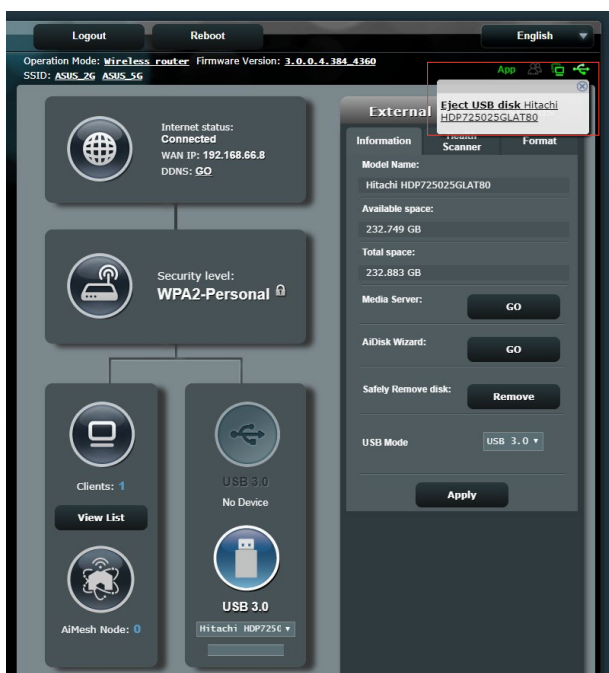 Logout
Reboot
English
Operation Mode: Wireless router Firmware Version: 3.0.0.4.384_4360
SSID: ASUS_2G ASUS_5G
App
Eject USB disk Hitachi
HDP725025GLAT80
External
Internet status:
Connected
WAN IP: 192.168.66.8
DDNS: GO
Information
Health
Scanner
Format
Model Name:
Hitachi HDP725025GLAT80
Available space:
232.749 GB
Total space:
232.883 GB
Security level:
WPA2-Personal
Media Server:
GO
AiDisk Wizard:
GO
Safely Remove disk:
Remove
USB Mode
USB 3.0
Apply
Clients: 1
View List
AiMesh Node: 0
USB 3.0
No Device
USB 3.0
Hitachi HDP725(